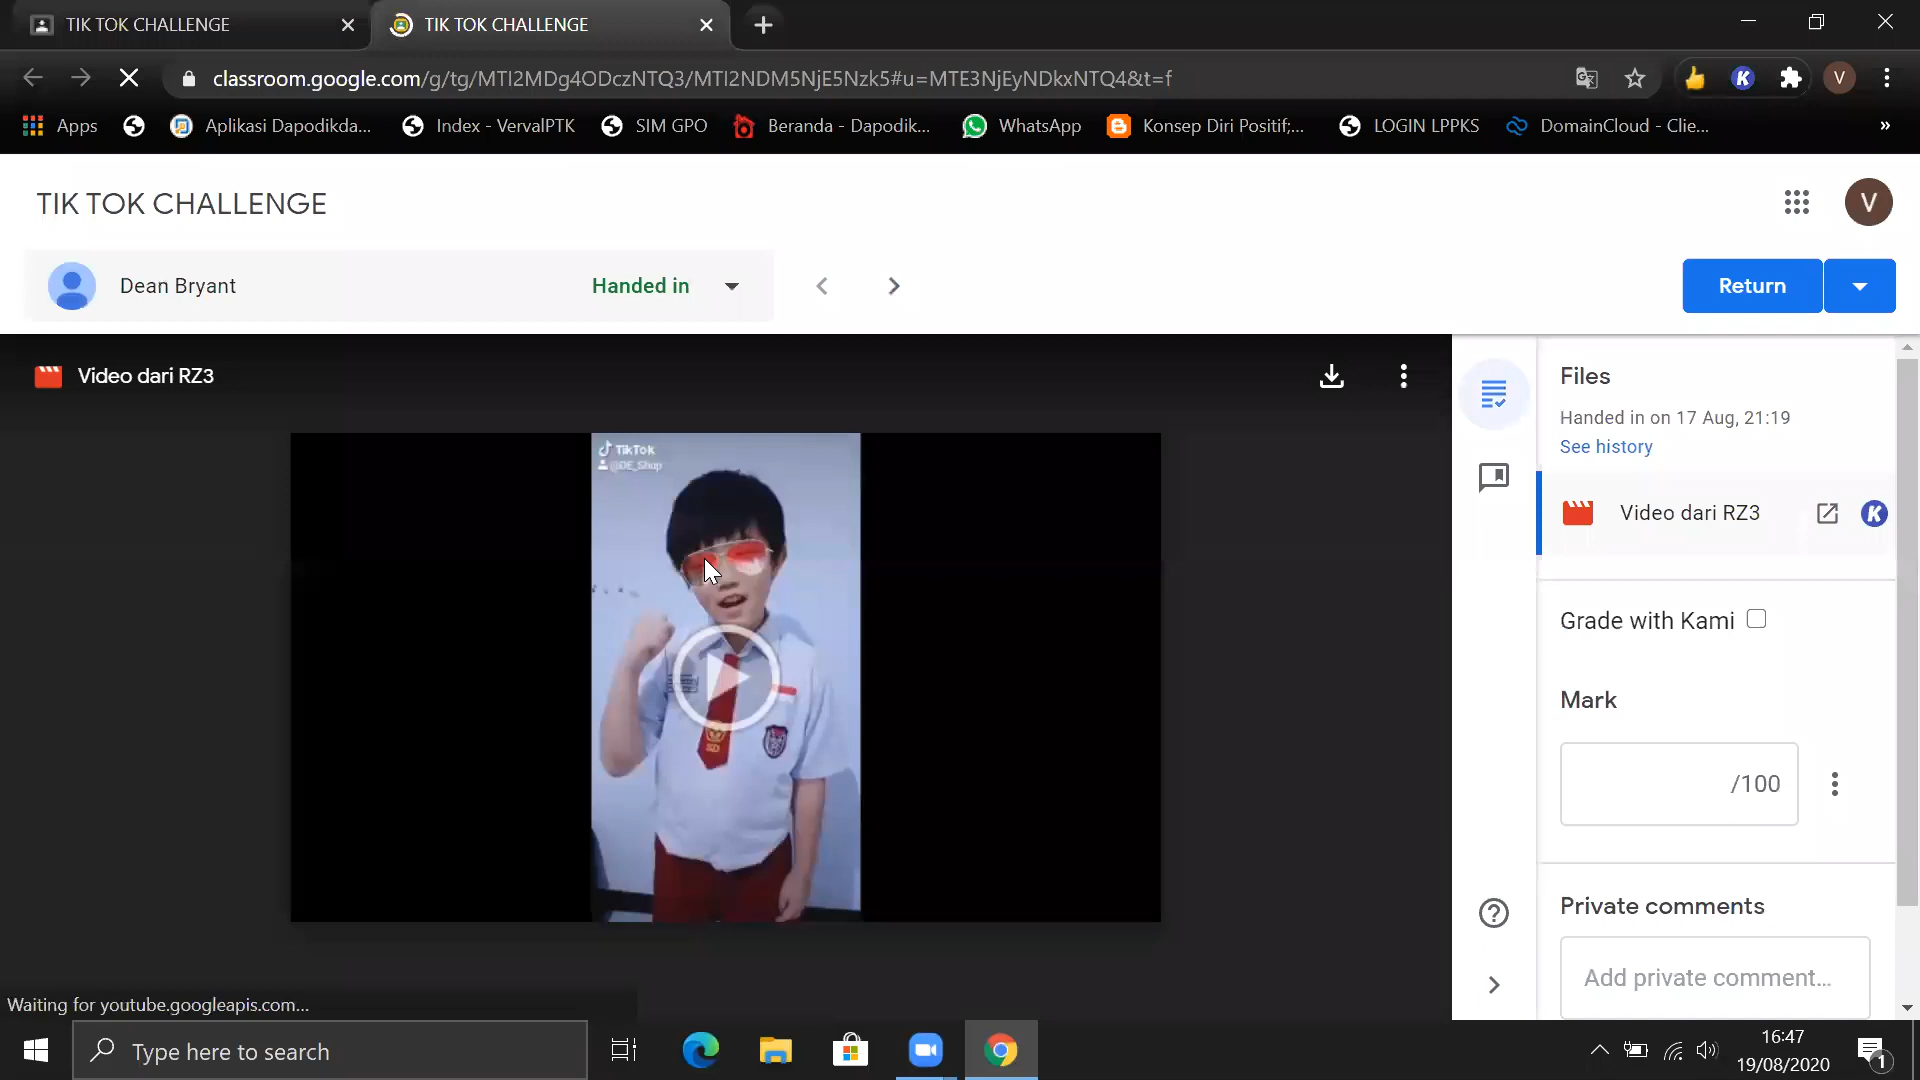 TIK TOK CHALLENGE
TIK TOK CHALLENGE
classroom.google.com/g/tg/MTI2MDg4ODczNTQ3/MTI2NDM5NjE5Nzk5#u=MTE3NjEyNDkxNTQ4&t=f
K
V
Apps
Aplikasi Dapodikda...
Index - VervalPTK
SIM GPO
Beranda - Dapodik...
WhatsApp
Konsep Diri Positif;...
LOGIN LPPKS
DomainCloud - Clie...
»
TIK TOK CHALLENGE
V
Dean Bryant
Handed in
Return
Video dari RZ3
TikTok
@DE_Shop
SD
Files
Handed in on 17 Aug, 21:19
See history
Video dari RZ3
K
Grade with Kami
Mark
/100
Private comments
Add private comment...
Waiting for youtube.googleapis.com...
Type here to search
16:47
19/08/2020
1